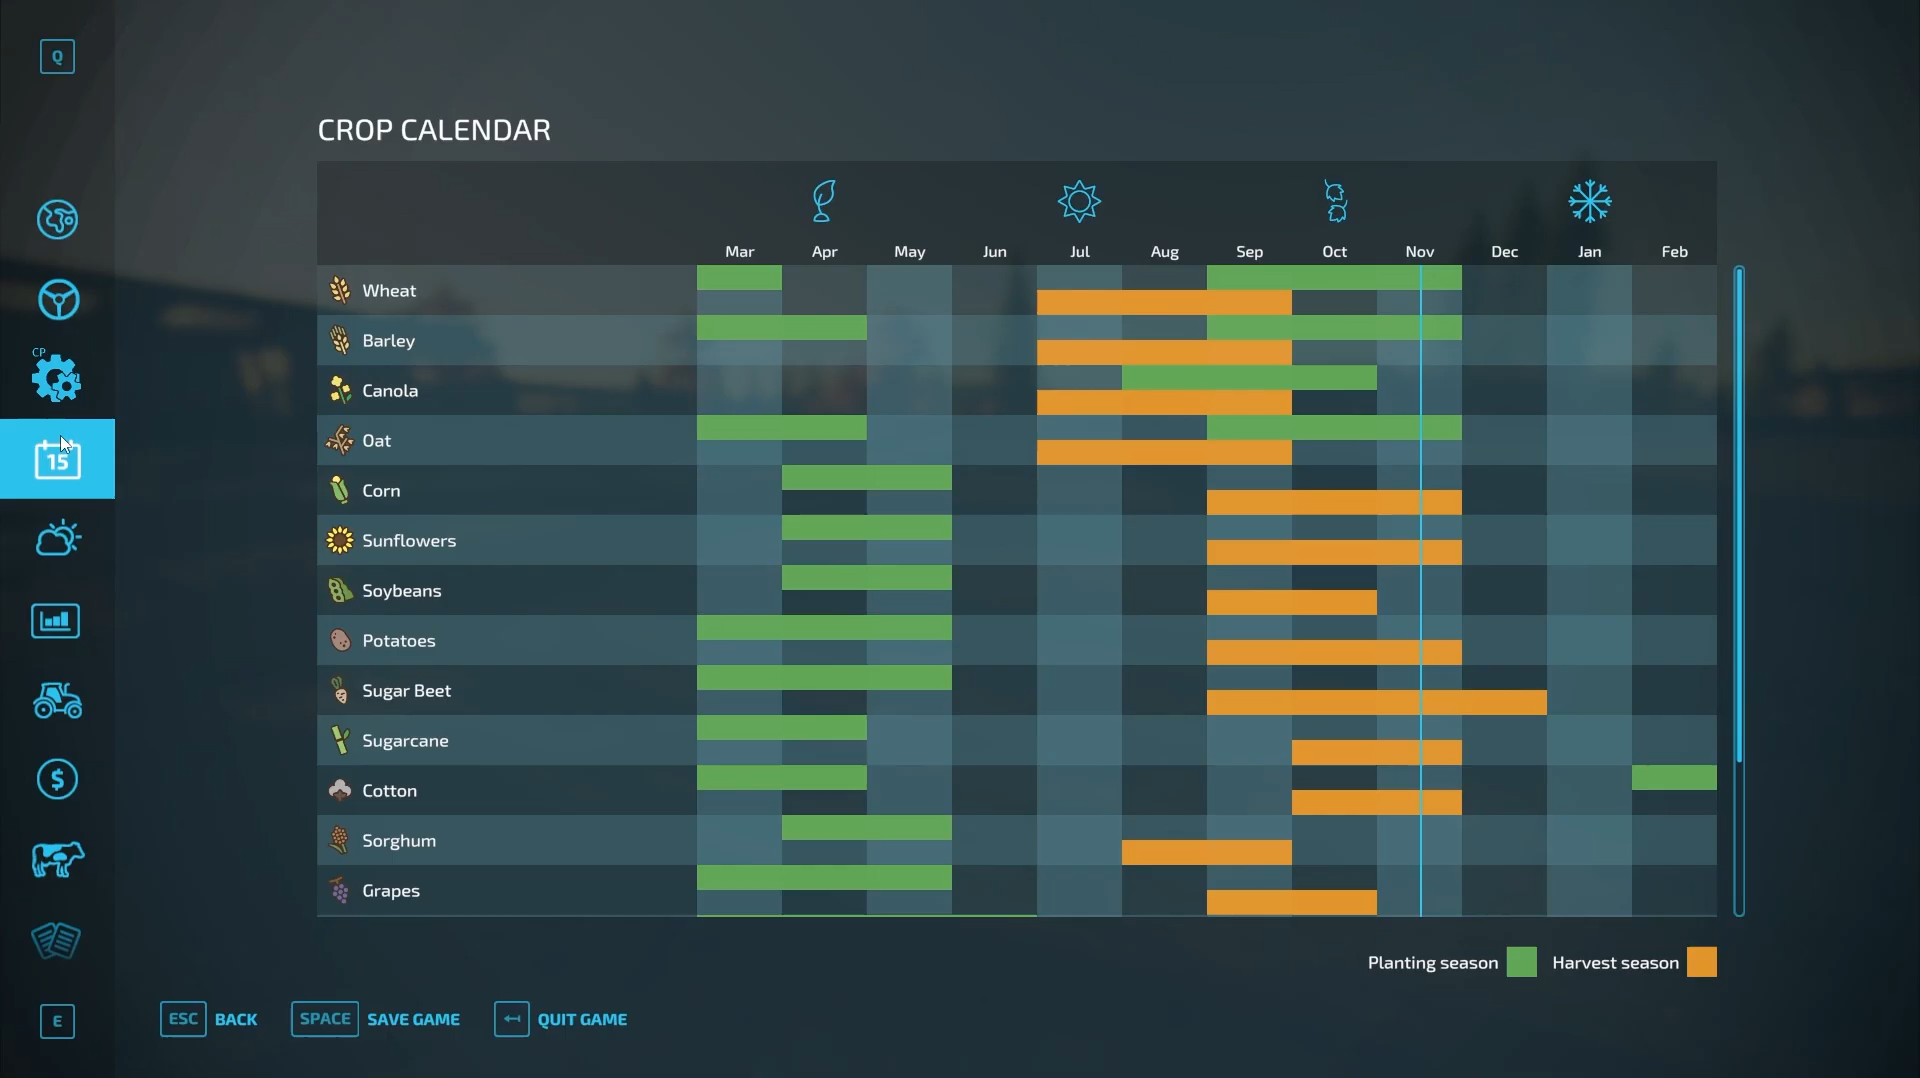 Q
CROP CALENDAR
Mar Apr May Jun Jul Aug Sep Oct Nov Dec Jan Feb
Wheat
Barley
CP
Canola
Oat
15
Corn
Sunflowers
Soybeans
Potatoes
Sugar Beet
Sugarcane
$
Cotton
Sorghum
Grapes
Planting season Harvest season
E
ESC BACK SPACE SAVE GAME QUIT GAME